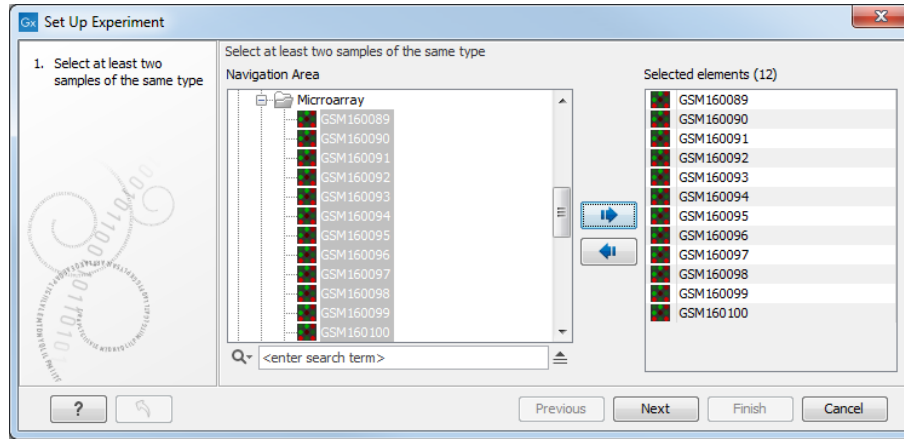 Gx Set Up Experiment
1. Select at least two
samples of the same type
Select at least two samples of the same type
Navigation Area
Micrroarray
GSM160089
GSM160090
GSM160091
GSM160092
GSM160093
GSM160094
GSM160095
GSM160096
GSM160097
GSM160098
GSM160099
GSM160100
<enter search term>
Selected elements (12)
GSM160089
GSM160090
GSM160091
GSM160092
GSM160093
GSM160094
GSM160095
GSM160096
GSM160097
GSM160098
GSM160099
GSM160100
?
Previous
Next
Finish
Cancel